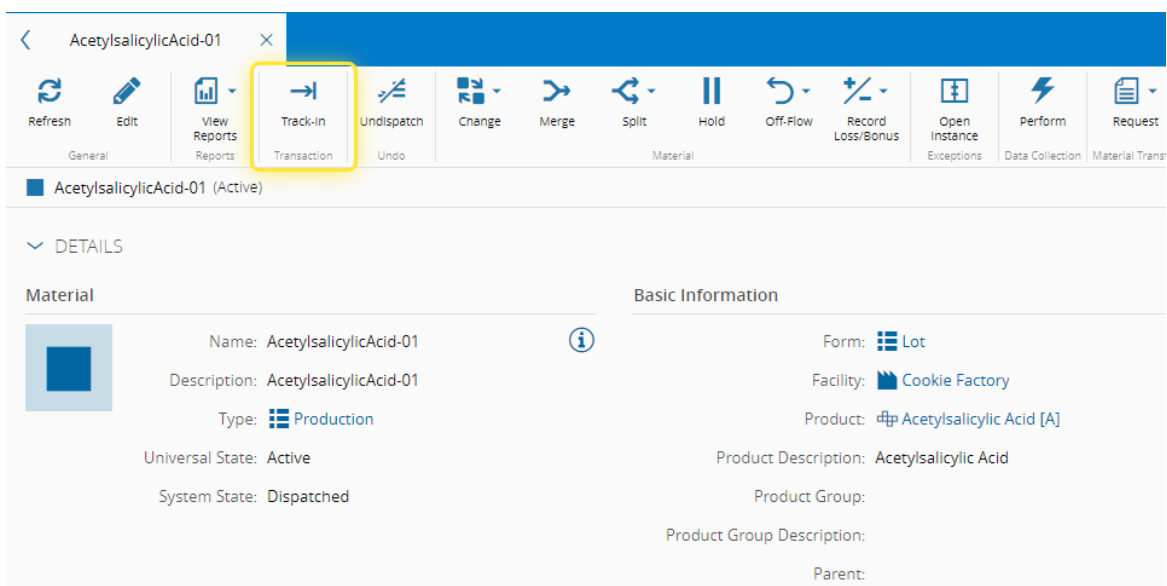 AcetylsalicylicAcid-01
Refresh
Edit
View Reports
Track-In
Undispatch
Change
Merge
Split
Hold
Off-Flow
Record Loss/Bonus
Open Instance
Perform
Request
General
Reports
Transaction
Undo
Material
Exceptions
Data Collection
Material Trans
AcetylsalicylicAcid-01 (Active)
DETAILS
Material
Name: AcetylsalicylicAcid-01
Description: AcetylsalicylicAcid-01
Type: Production
Universal State: Active
System State: Dispatched
Basic Information
Form: Lot
Facility: Cookie Factory
Product: Acetylsalicylic Acid [A]
Product Description: Acetylsalicylic Acid
Product Group:
Product Group Description:
Parent: